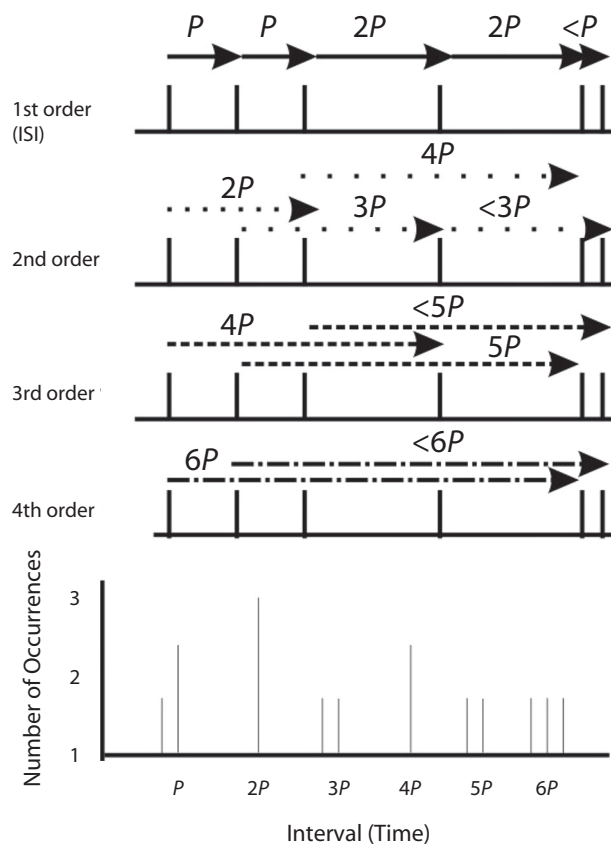 P P 2P 2P <P
1st order
(ISI)
4P
2P 3P <3P
2nd order
<5P
4P 5P
3rd order
<6P
6P
4th order
Number of Occurrences
3
2
1
P 2P 3P 4P 5P 6P
Interval (Time)